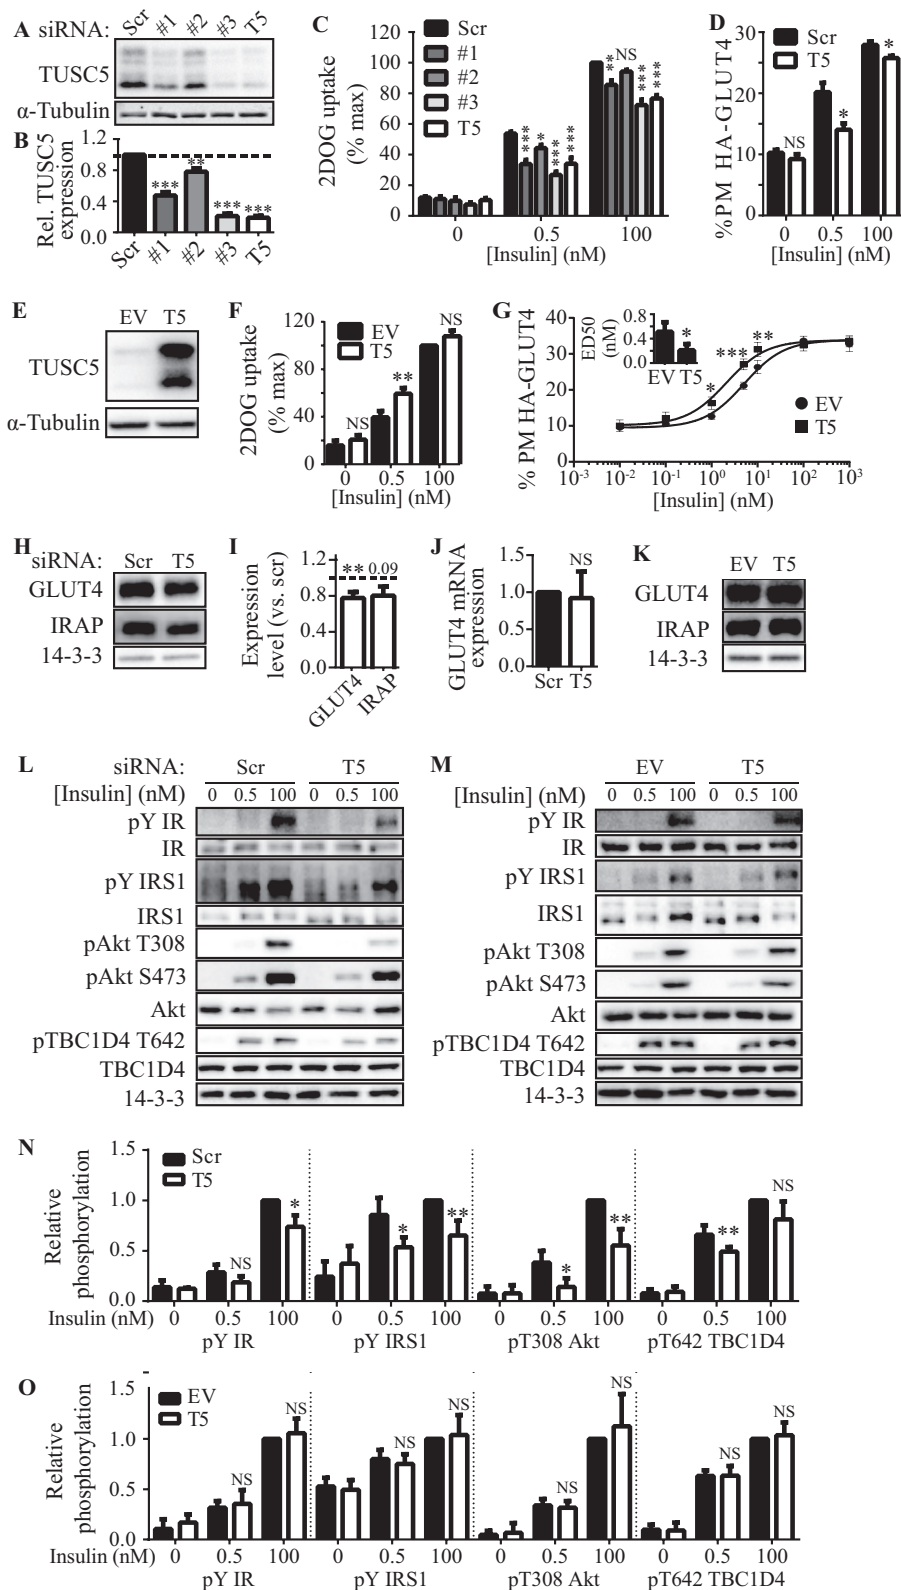 A siRNA: Scr #1 #2 #3 T5
TUSC5
α-Tubulin
B
Rel. TUSC5
expression
1.2
0.8
0.4
0.0
*** ** *** ***
Scr #1 #2 #3 T5
C
2DOG uptake
(% max)
120
100
80
60
40
20
0
Scr
#1
#2
#3
T5
*** * *** ***
** NS *** ***
0 0.5 100
[Insulin] (nM)
D
%PM HA-GLUT4
30
20
10
0
Scr
T5
NS * *
0 0.5 100
[Insulin] (nM)
E
EV T5
TUSC5
α-Tubulin
F
2DOG uptake
(% max)
120
80
40
0
EV
T5
NS ** NS
0 0.5 100
[Insulin] (nM)
G
% PM HA-GLUT4
40
30
20
10
0
ED50
(nM)
0.8
0.4
0.0
*
EV T5
* *** **
EV
T5
10-3 10-2 10-1 100 101 102 103
[Insulin] (nM)
H
siRNA: Scr T5
GLUT4
IRAP
14-3-3
I
Expression
level (vs. scr)
1.2
0.8
0.4
0.0
** 0.09
GLUT4 IRAP
J
GLUT4 mRNA
expression
1.5
1.0
0.5
0.0
NS
Scr T5
K
EV T5
GLUT4
IRAP
14-3-3
L siRNA: Scr T5
[Insulin] (nM) 0 0.5 100 0 0.5 100
pY IR
IR
pY IRS1
IRS1
pAkt T308
pAkt S473
Akt
pTBC1D4 T642
TBC1D4
14-3-3
M EV T5
[Insulin] (nM) 0 0.5 100 0 0.5 100
pY IR
IR
pY IRS1
IRS1
pAkt T308
pAkt S473
Akt
pTBC1D4 T642
TBC1D4
14-3-3
N
Relative
phosphorylation
1.5
1.0
0.5
0.0
Scr
T5
NS * * ** * ** ** NS
Insulin (nM) 0 0.5 100 0 0.5 100 0 0.5 100 0 0.5 100
pY IR pY IRS1 pT308 Akt pT642 TBC1D4
O
Relative
phosphorylation
1.5
1.0
0.5
0.0
EV
T5
NS NS NS NS NS NS NS NS
Insulin (nM) 0 0.5 100 0 0.5 100 0 0.5 100 0 0.5 100
pY IR pY IRS1 pT308 Akt pT642 TBC1D4